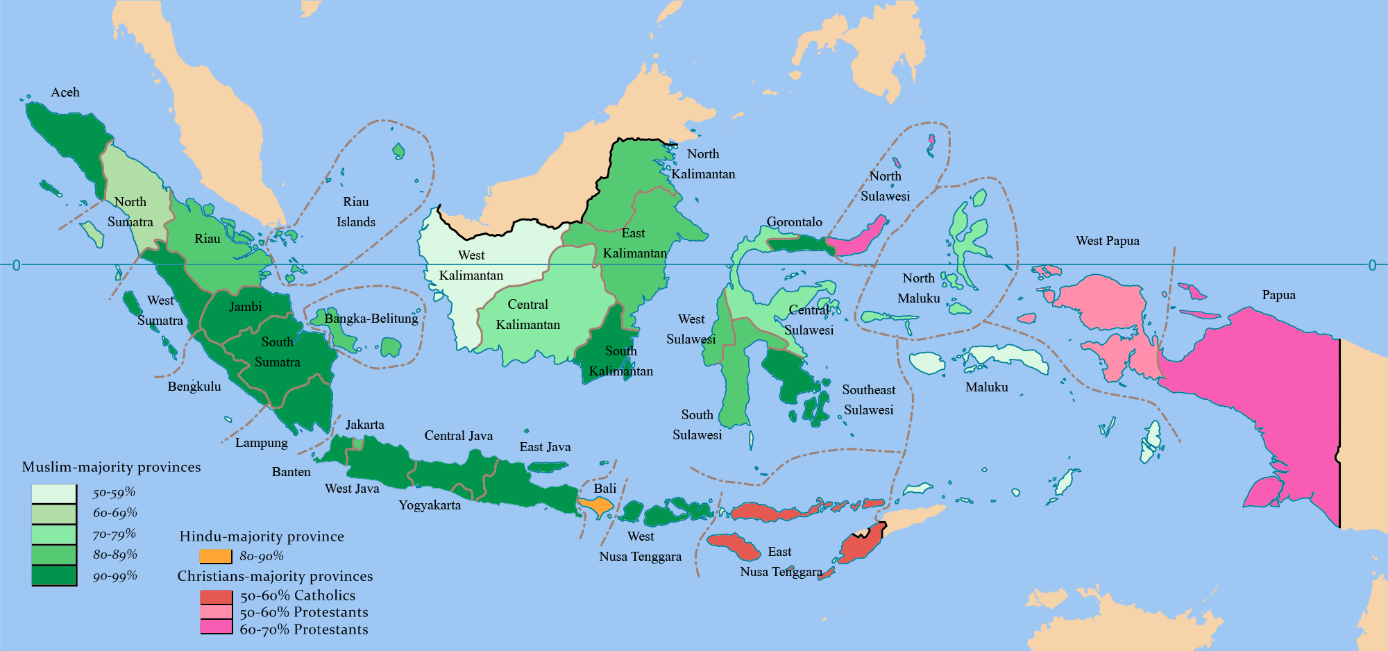 Aceh
North
Sumatra
Riau
Riau
Islands
West
Sumatra
Jambi
Bengkulu
South
Sumatra
Bangka-Belitung
Lampung
Banten
Jakarta
West Java
Central Java
Yogyakarta
East Java
Bali
West
Nusa Tenggara
East
Nusa Tenggara
West
Kalimantan
Central
Kalimantan
South
Kalimantan
East
Kalimantan
North
Kalimantan
Gorontalo
North
Sulawesi
Central
Sulawesi
West
Sulawesi
South
Sulawesi
Southeast
Sulawesi
North
Maluku
Maluku
West Papua
Papua
0
0
Muslim-majority provinces
50-59%
60-69%
70-79%
80-89%
90-99%
Hindu-majority province
80-90%
Christians-majority provinces
50-60% Catholics
50-60% Protestants
60-70% Protestants